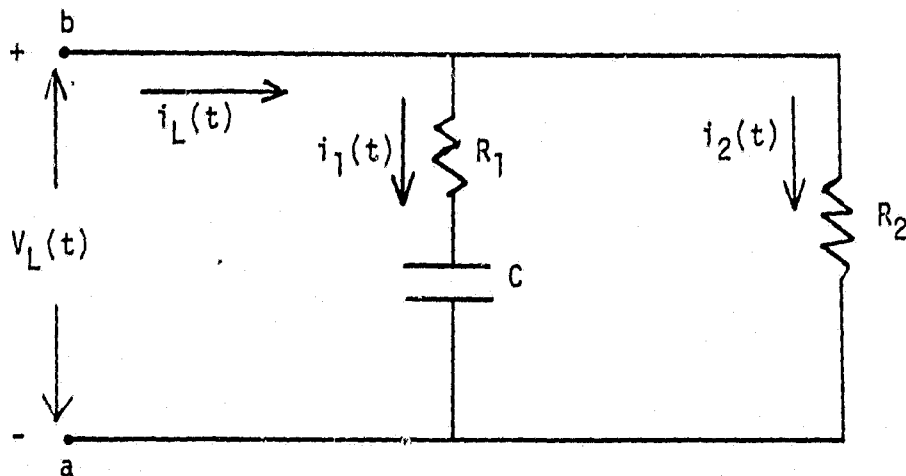 b
+
i_L(t)
i_1(t)
R_1
i_2(t)
R_2
V_L(t)
C
-
a